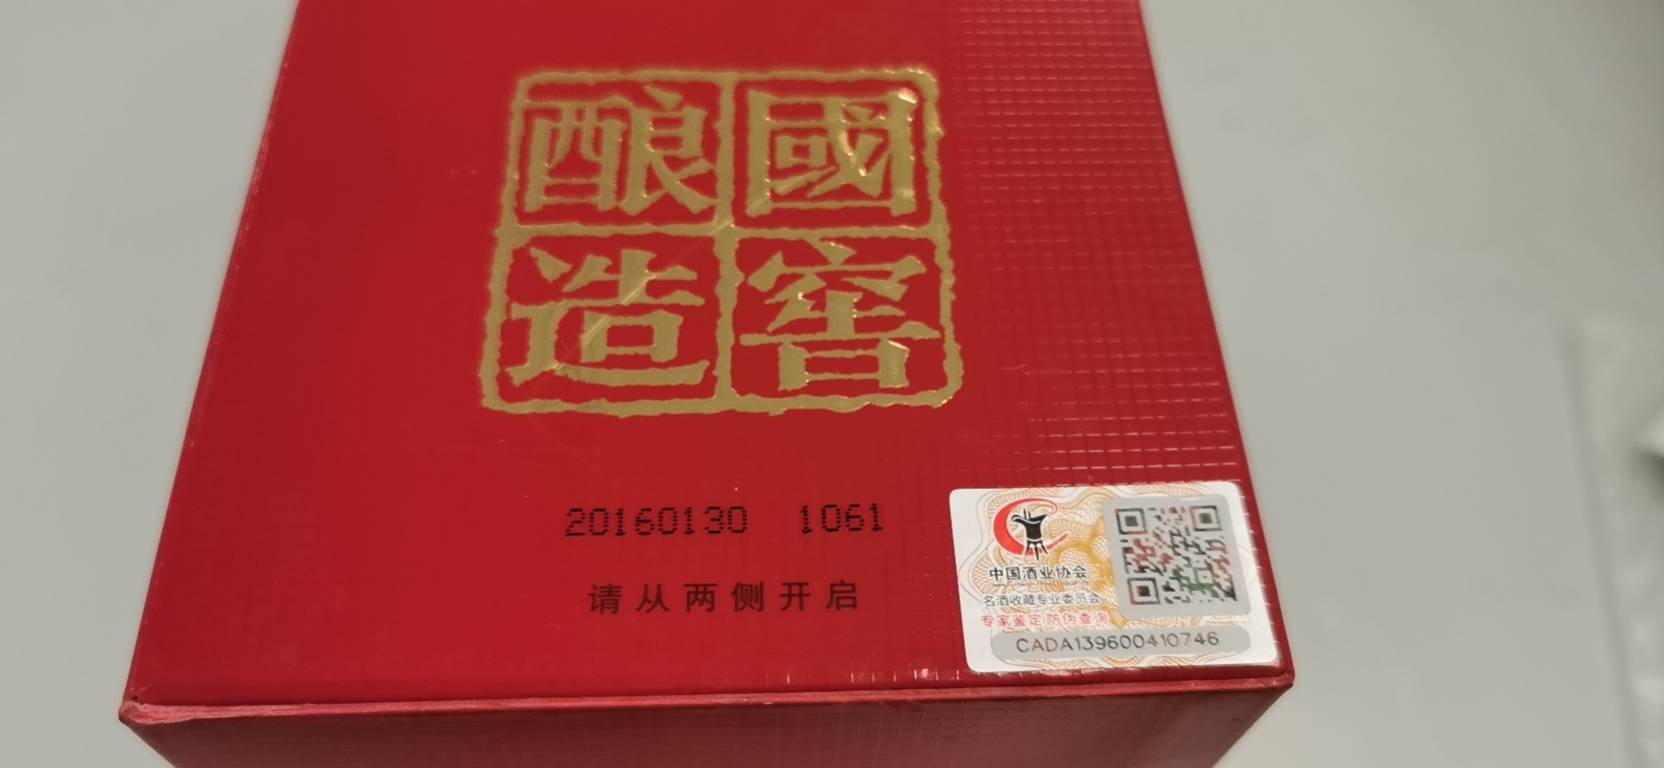 國窖
酿造
20160130 1061
请从两侧开启
中国酒业协会
名酒收藏专业委员会
专家鉴定 防伪查询
CADA139600410746